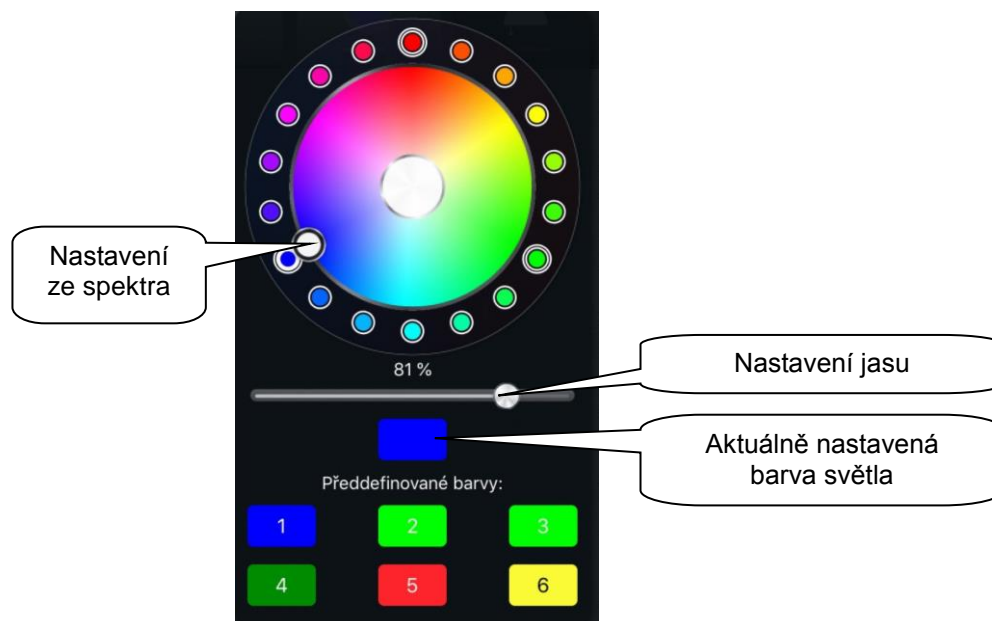 Nastavení
ze spektra
81 %
Nastavení jasu
Aktuálně nastavená
barva světla
Předdefinované barvy:
1
2
3
4
5
6